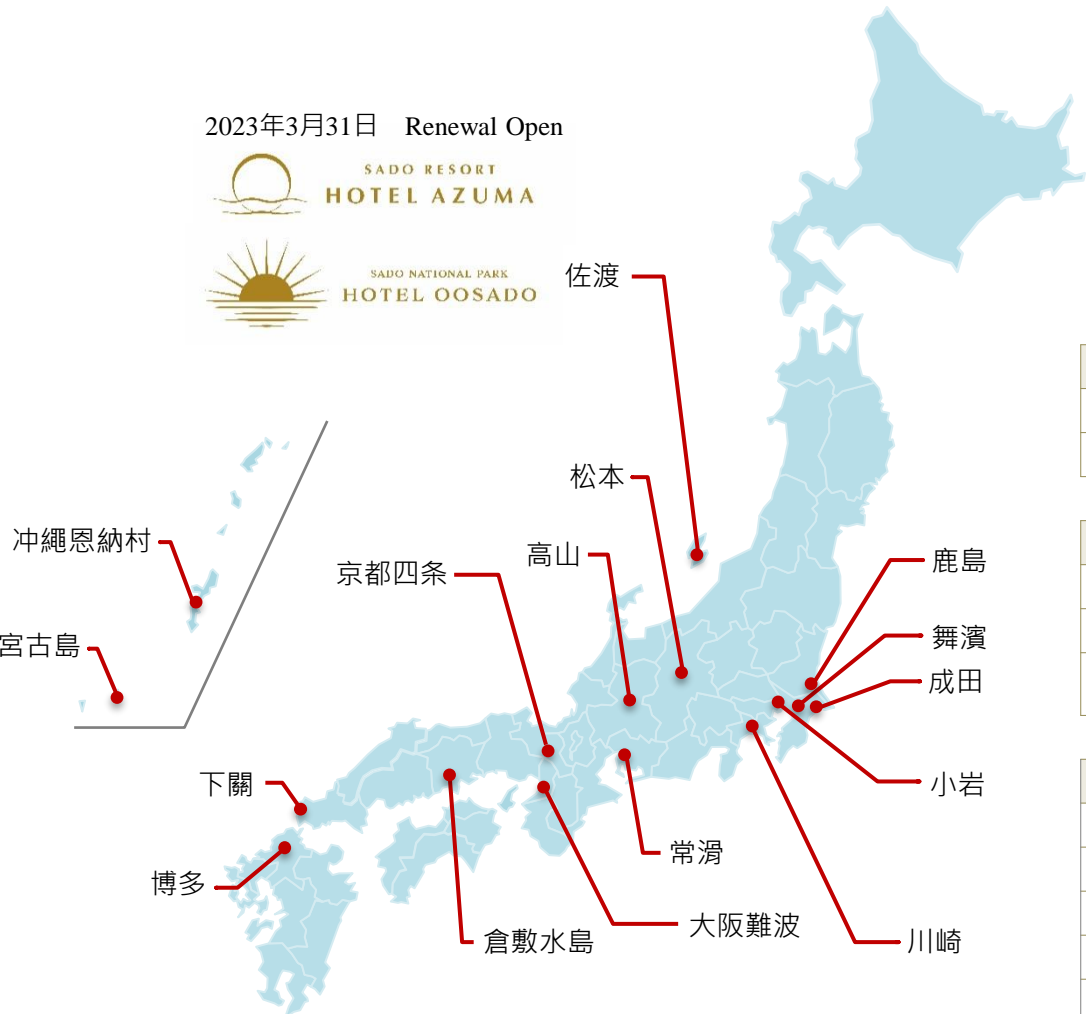 2023年3月31日 Renewal Open
SADO RESORT
HOTEL AZUMA
SADO NATIONAL PARK
HOTEL OOSADO
佐渡
松本
高山
京都四条
沖繩恩納村
宮古島
鹿島
舞濱
成田
小岩
下關
博多
常滑
大阪難波
倉敷水島
川崎